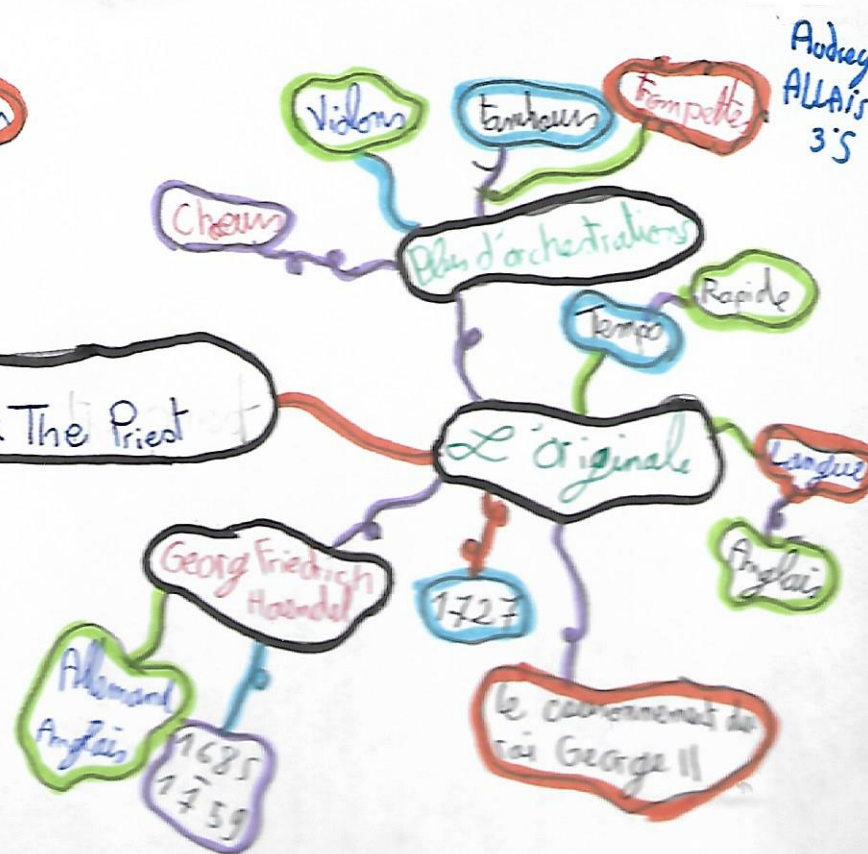 Audrey
ALLAIS
3'5
Violons
tambours
Trompettes
Choeurs
Plus d'orchestrations
Tempo
Rapide
The Priest
L'Originale
Langue
Anglais
Georg Friedrich
Haendel
1727
Allemand
Anglais
1685
-
1759
le couronnement du
roi George II